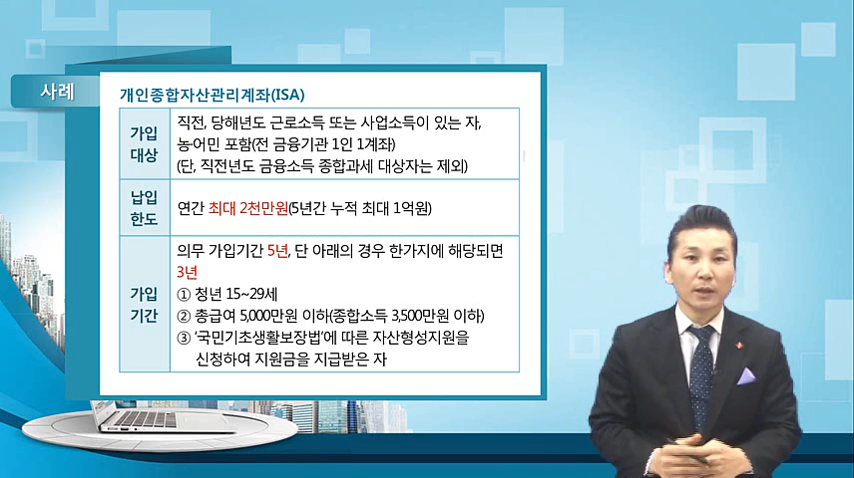 사례
개인종합자산관리계좌(ISA)
가입
대상
직전, 당해년도 근로소득 또는 사업소득이 있는 자,
농·어민 포함(전 금융기관 1인 1계좌)
(단, 직전년도 금융소득 종합과세 대상자는 제외)
납입
한도
연간 최대 2천만원(5년간 누적 최대 1억원)
가입
기간
의무 가입기간 5년, 단 아래의 경우 한가지에 해당되면
3년
① 청년 15~29세
② 총급여 5,000만원 이하(종합소득 3,500만원 이하)
③ ‘국민기초생활보장법’에 따른 자산형성지원을
신청하여 지원금을 지급받은 자